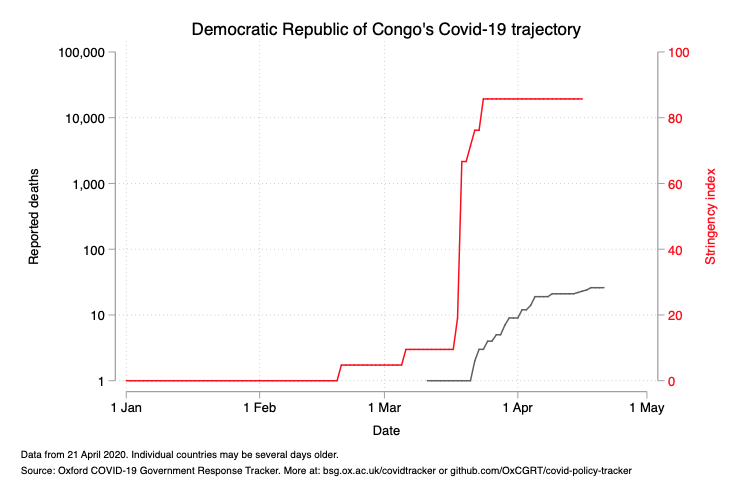 Democratic Republic of Congo's Covid-19 trajectory
100,000
10,000
1,000
100
10
1
Reported deaths
100
80
60
40
20
0
Stringency index
1 Jan
1 Feb
1 Mar
1 Apr
1 May
Date
Data from 21 April 2020. Individual countries may be several days older.
Source: Oxford COVID-19 Government Response Tracker. More at: bsg.ox.ac.uk/covidtracker or github.com/OxCGRT/covid-policy-tracker